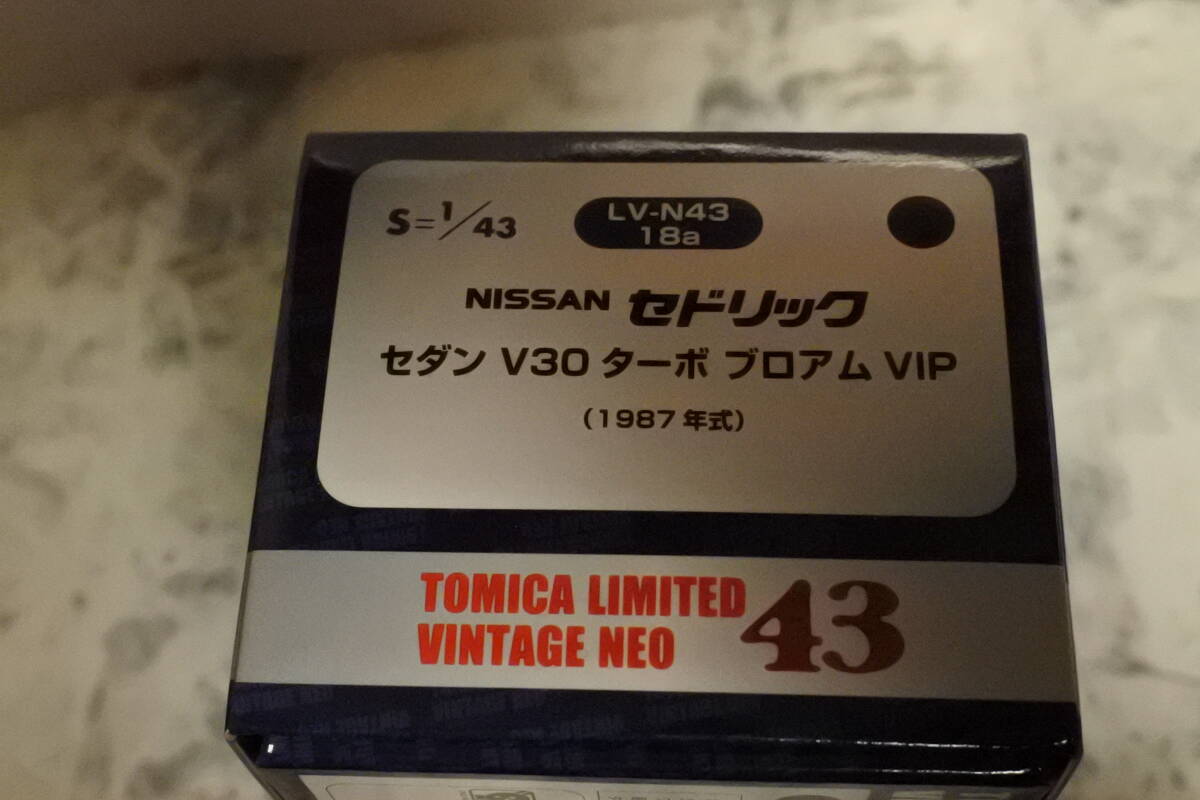 S=1/43
LV-N43
18a
NISSAN セドリック
セダン V30 ターボ ブロアム VIP
（1987年式）
TOMICA LIMITED
VINTAGE NEO 43